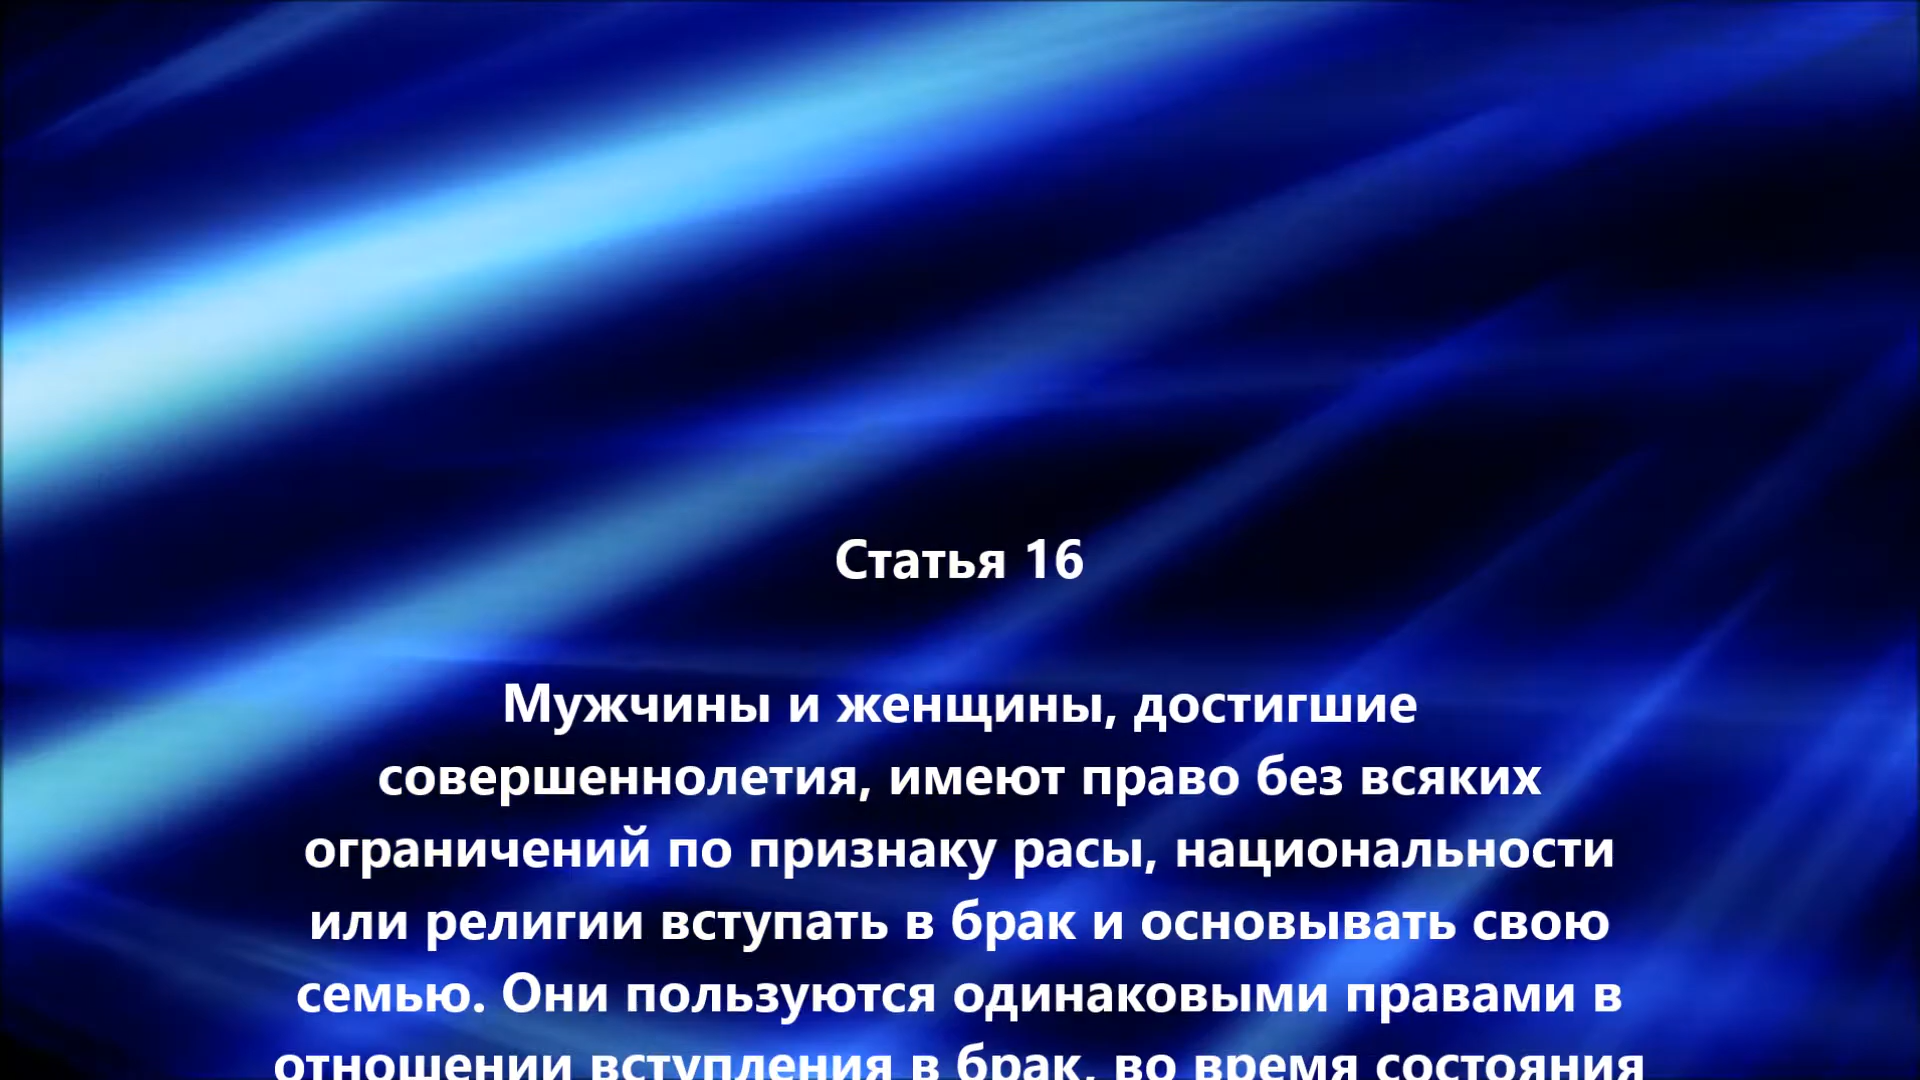 Статья 16
Мужчины и женщины, достигшие
совершеннолетия, имеют право без всяких
ограничений по признаку расы, национальности
или религии вступать в брак и основывать свою
семью. Они пользуются одинаковыми правами в
отношении вступления в брак, во время состояния